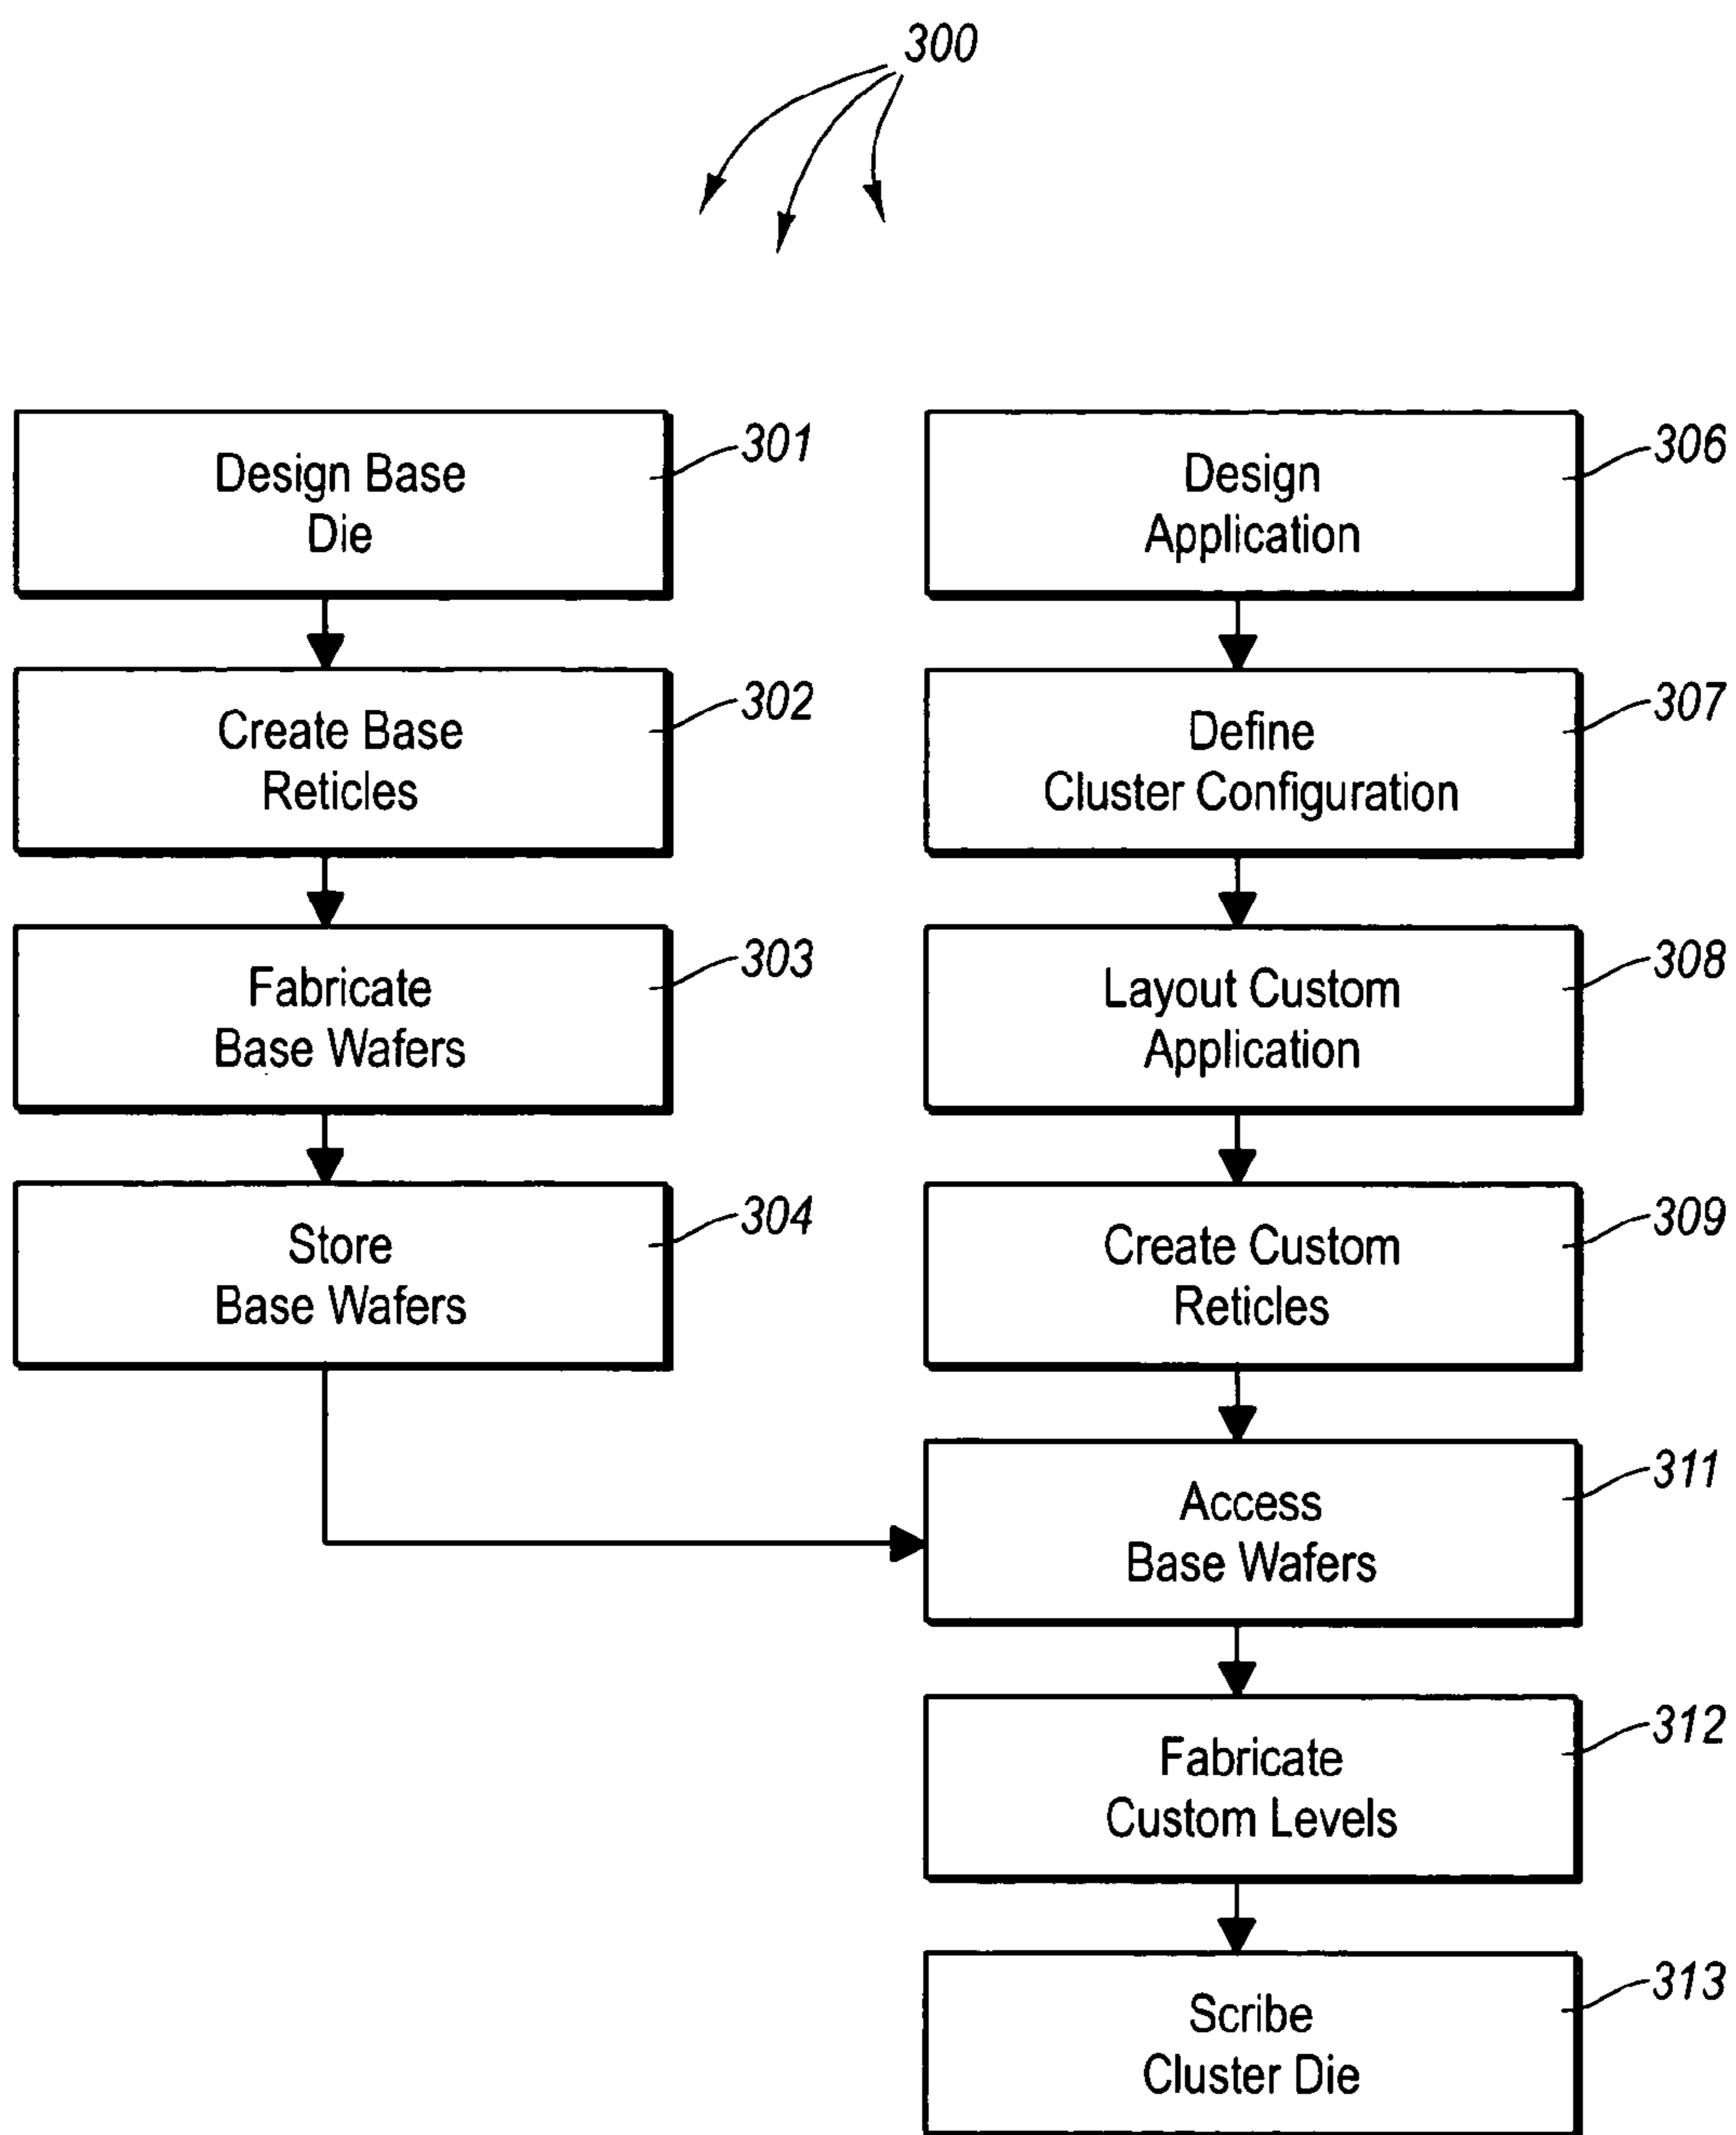 300
Design Base
Die
301
Create Base
Reticles
302
Fabricate
Base Wafers
303
Store
Base Wafers
304
Design
Application
306
Define
Cluster Configuration
307
Layout Custom
Application
308
Create Custom
Reticles
309
Access
Base Wafers
311
Fabricate
Custom Levels
312
Scribe
Cluster Die
313